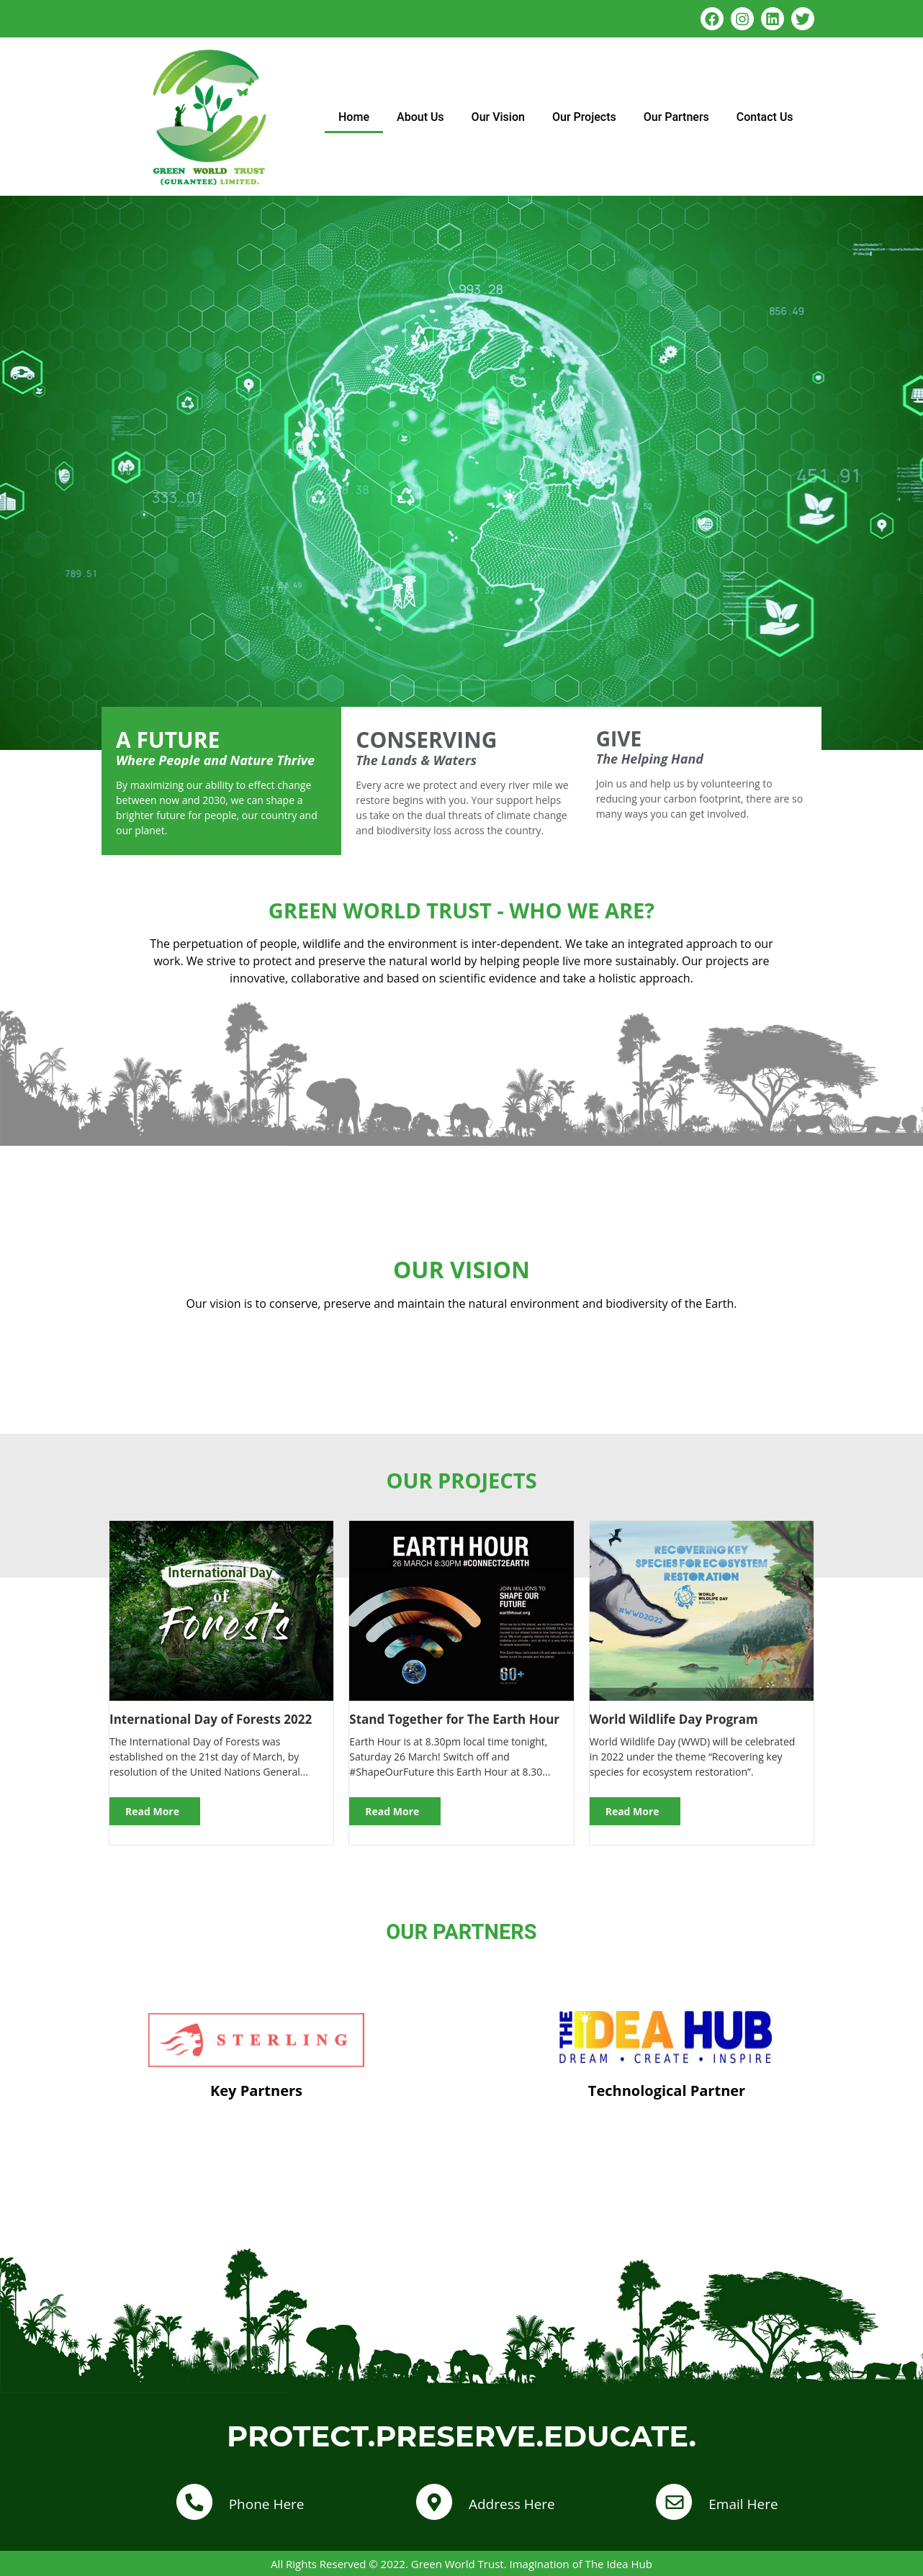 GREEN WORLD TRUST
(GURANTEE) LIMITED.
Home About Us Our Vision Our Projects Our Partners Contact Us
993.28
856.49
451.91
333.01
789.51
A FUTURE
Where People and Nature Thrive
By maximizing our ability to effect change
between now and 2030, we can shape a
brighter future for people, our country and
our planet.
CONSERVING
The Lands & Waters
Every acre we protect and every river mile we
restore begins with you. Your support helps
us take on the dual threats of climate change
and biodiversity loss across the country.
GIVE
The Helping Hand
Join us and help us by volunteering to
reducing your carbon footprint, there are so
many ways you can get involved.
GREEN WORLD TRUST - WHO WE ARE?
The perpetuation of people, wildlife and the environment is inter-dependent. We take an integrated approach to our
work. We strive to protect and preserve the natural world by helping people live more sustainably. Our projects are
innovative, collaborative and based on scientific evidence and take a holistic approach.
OUR VISION
Our vision is to conserve, preserve and maintain the natural environment and biodiversity of the Earth.
OUR PROJECTS
International Day
of
Forests
International Day of Forests 2022
The International Day of Forests was
established on the 21st day of March, by
resolution of the United Nations General...
Read More
EARTH HOUR
26 MARCH 8:30PM #CONNECT2EARTH
JOIN MILLIONS TO
SHAPE OUR
FUTURE
earthhour.org
60+
Stand Together for The Earth Hour
Earth Hour is at 8.30pm local time tonight,
Saturday 26 March! Switch off and
#ShapeOurFuture this Earth Hour at 8.30...
Read More
RECOVERING KEY
SPECIES FOR ECOSYSTEM
RESTORATION
WORLD
WILDLIFE DAY
3 MARCH
#WWD2022
World Wildlife Day Program
World Wildlife Day (WWD) will be celebrated
in 2022 under the theme “Recovering key
species for ecosystem restoration”.
Read More
OUR PARTNERS
STERLING
Key Partners
THE IDEA HUB
DREAM • CREATE • INSPIRE
Technological Partner
PROTECT.PRESERVE.EDUCATE.
Phone Here
Address Here
Email Here
All Rights Reserved © 2022. Green World Trust. Imagination of The Idea Hub